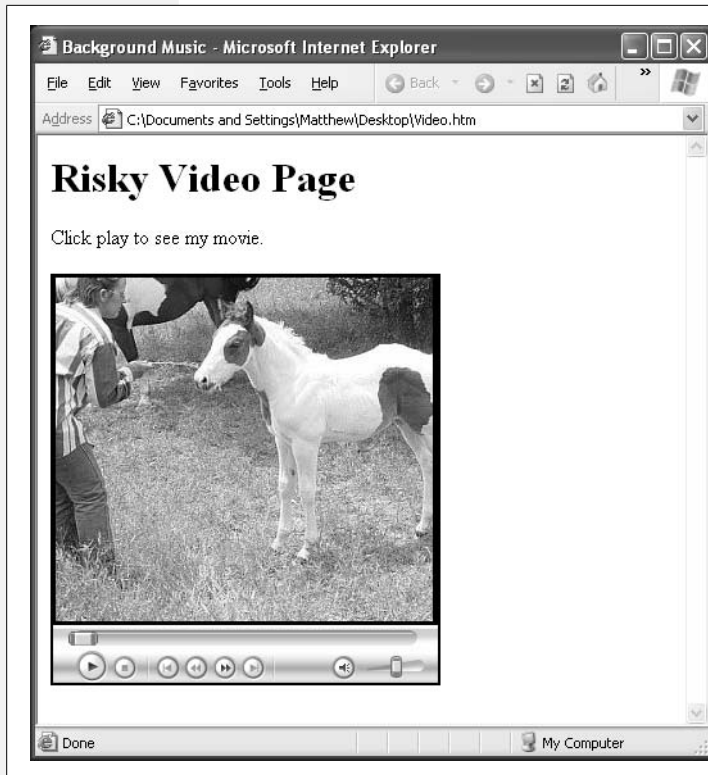 Background Music - Microsoft Internet Explorer
File Edit View Favorites Tools Help Back »
Address C:\Documents and Settings\Matthew\Desktop\Video.htm
Risky Video Page
Click play to see my movie.
Done My Computer